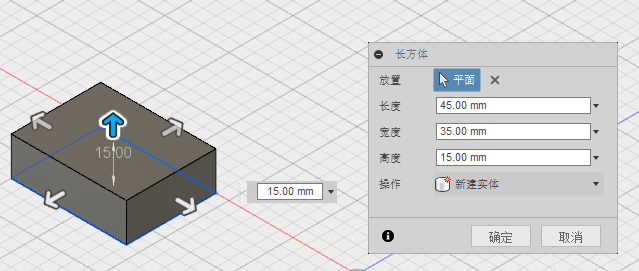 长方体
放置 平面
长度 45.00 mm
宽度 35.00 mm
高度 15.00 mm
操作 新建实体
确定 取消
15.00
15.00 mm